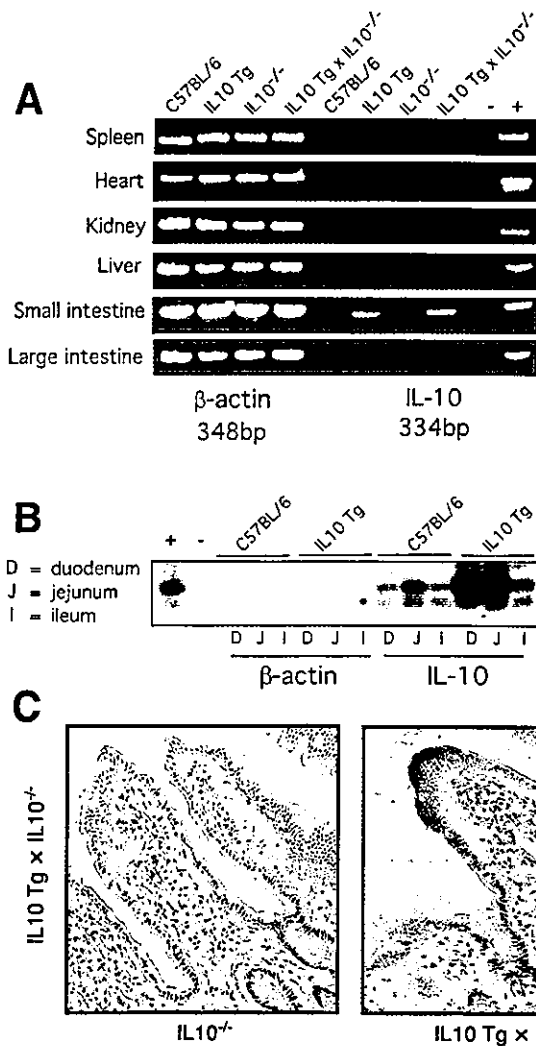 A
C57BL/6 IL10 Tg IL10-/- IL10 Tg x IL10-/- C57BL/6 IL10 Tg IL10-/- IL10 Tg x IL10-/- - +
Spleen
Heart
Kidney
Liver
Small intestine
Large intestine
β-actin IL-10
348bp 334bp
B
+ - C57BL/6 IL10 Tg C57BL/6 IL10 Tg
D = duodenum
J = jejunum
I = ileum
D J I D J I D J I D J I
β-actin IL-10
C
IL10 Tg x IL10-/-
IL10-/- IL10 Tg x